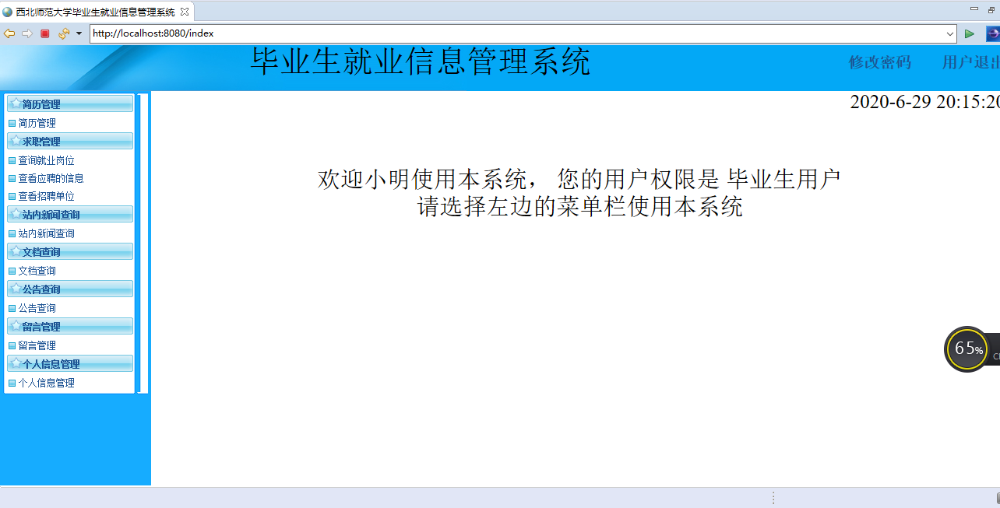 西北师范大学毕业生就业信息管理系统
http://localhost:8080/index
毕业生就业信息管理系统
修改密码 用户退出
2020-6-29 20:15:20
简历管理
简历管理
求职管理
查询就业岗位
查看应聘的信息
查看招聘单位
站内新闻查询
站内新闻查询
文档查询
文档查询
公告查询
公告查询
留言管理
留言管理
个人信息管理
个人信息管理
欢迎小明使用本系统， 您的用户权限是 毕业生用户
请选择左边的菜单栏使用本系统
65%